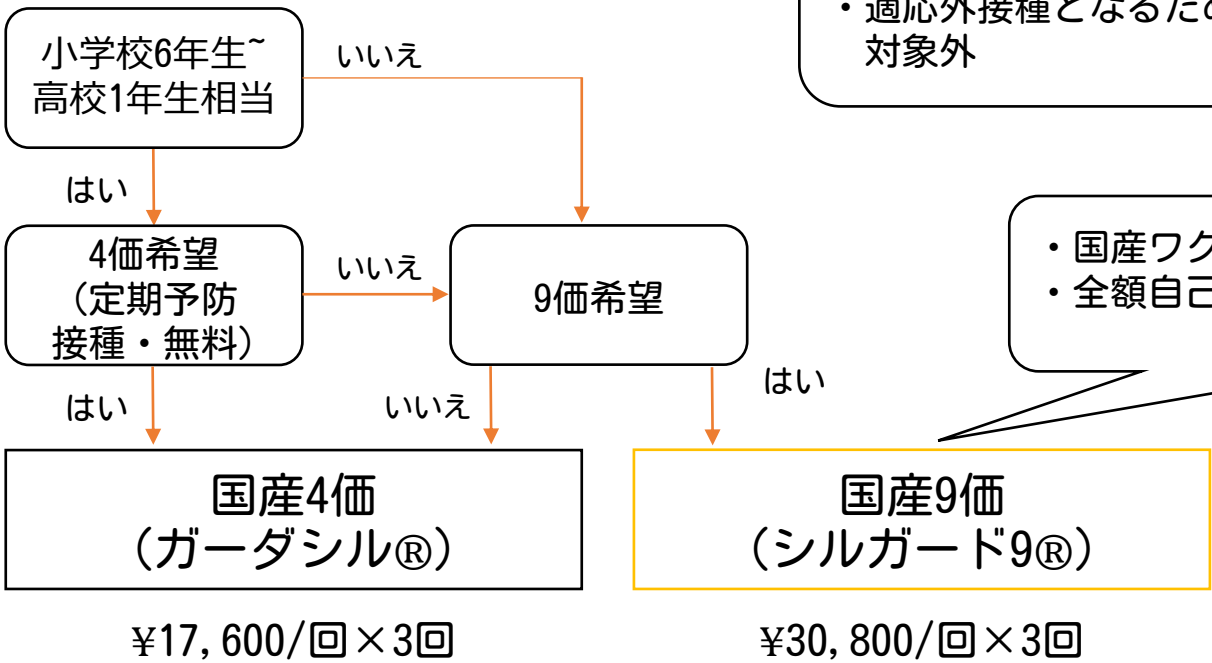 ・適応外接種となるため
対象外
小学校6年生~
高校1年生相当
いいえ
はい
4価希望
（定期予防
接種・無料）
いいえ
9価希望
・国産ワク
・全額自己
はい
いいえ
はい
国産4価
（ガーダシル®）
国産9価
（シルガード9®）
¥17,600/回×3回
¥30,800/回×3回